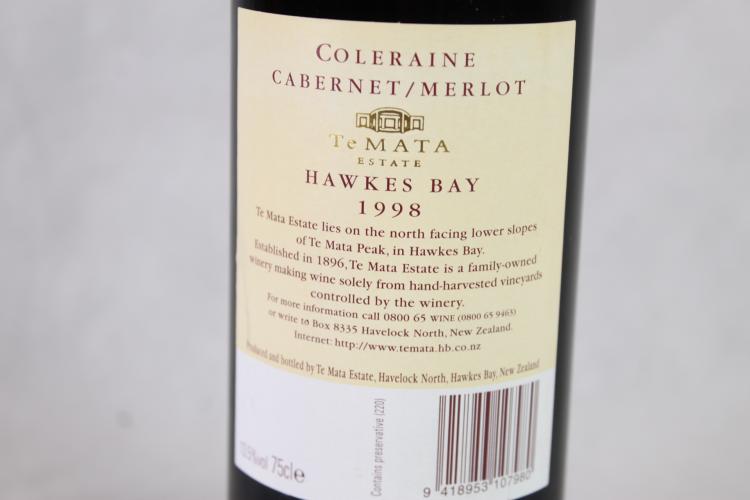 COLERAINE
CABERNET/MERLOT
TE MATA
ESTATE
HAWKES BAY
1998
Te Mata Estate lies on the north facing lower slopes
of Te Mata Peak, in Hawkes Bay.
Established in 1896, Te Mata Estate is a family-owned
winery making wine solely from hand-harvested vineyards
controlled by the winery.
For more information call 0800 65 WINE (0800 65 9463)
or write to Box 8335 Havelock North, New Zealand.
Internet: http://www.temata.hb.co.nz
Produced and bottled by Te Mata Estate, Havelock North, Hawkes Bay, New Zealand
75cl e
Contains preservative (220)
9 418953 107980